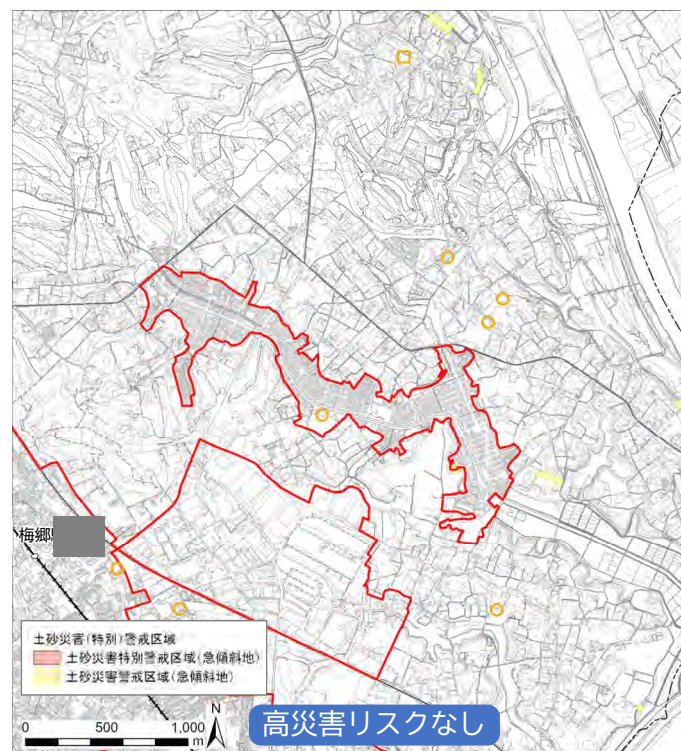 梅郷
土砂災害(特別)警戒区域
土砂災害特別警戒区域(急傾斜地)
土砂災害警戒区域(急傾斜地)
0 500 1,000
m
N
高災害リスクなし